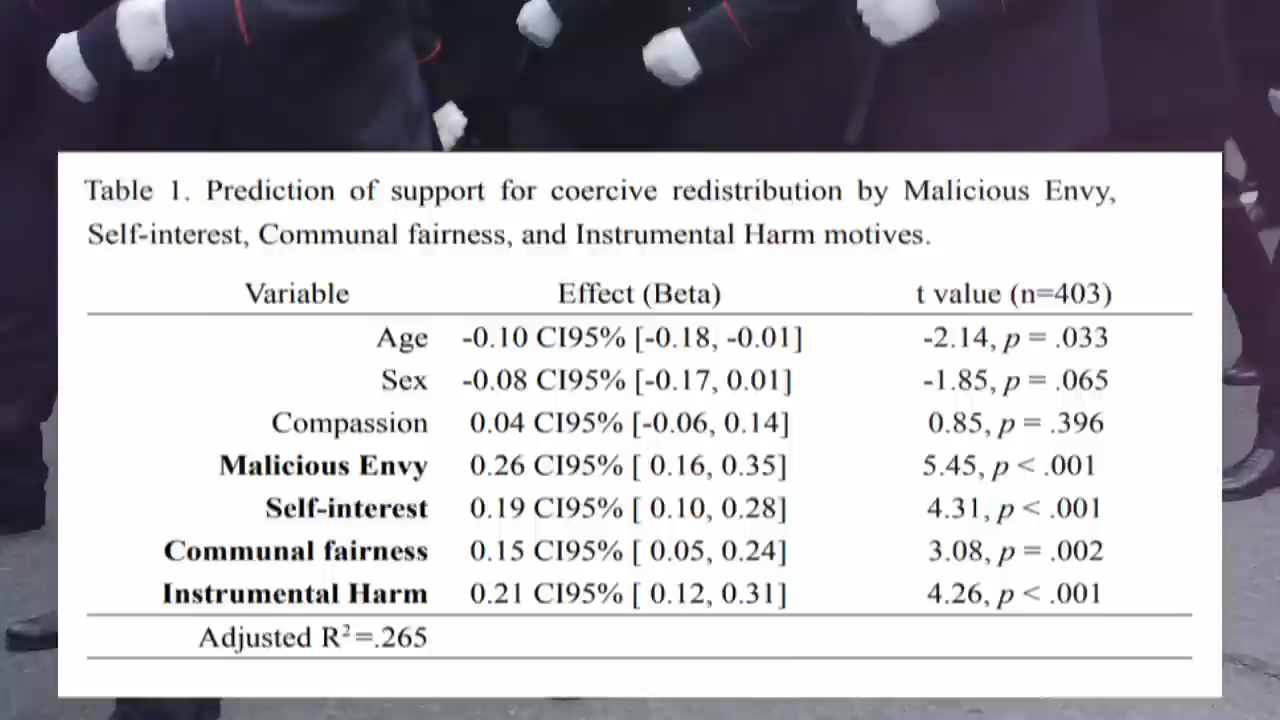 Table 1. Prediction of support for coercive redistribution by Malicious Envy,
Self-interest, Communal fairness, and Instrumental Harm motives.
Variable Effect (Beta) t value (n=403)
Age -0.10 CI95% [-0.18, -0.01] -2.14, p = .033
Sex -0.08 CI95% [-0.17, 0.01] -1.85, p = .065
Compassion 0.04 CI95% [-0.06, 0.14] 0.85, p = .396
Malicious Envy 0.26 CI95% [ 0.16, 0.35] 5.45, p < .001
Self-interest 0.19 CI95% [ 0.10, 0.28] 4.31, p < .001
Communal fairness 0.15 CI95% [ 0.05, 0.24] 3.08, p = .002
Instrumental Harm 0.21 CI95% [ 0.12, 0.31] 4.26, p < .001
Adjusted R²=.265